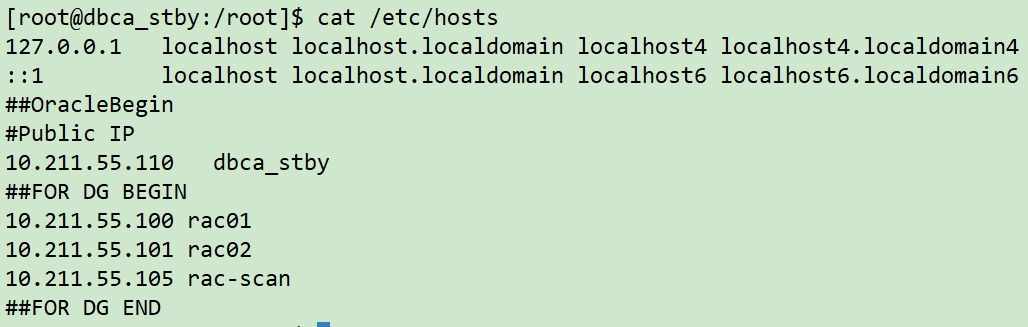 [root@dbca_stby:/root]$ cat /etc/hosts
127.0.0.1   localhost localhost.localdomain localhost4 localhost4.localdomain4
::1         localhost localhost.localdomain localhost6 localhost6.localdomain6
##OracleBegin
#Public IP
10.211.55.110   dbca_stby
##FOR DG BEGIN
10.211.55.100 rac01
10.211.55.101 rac02
10.211.55.105 rac-scan
##FOR DG END